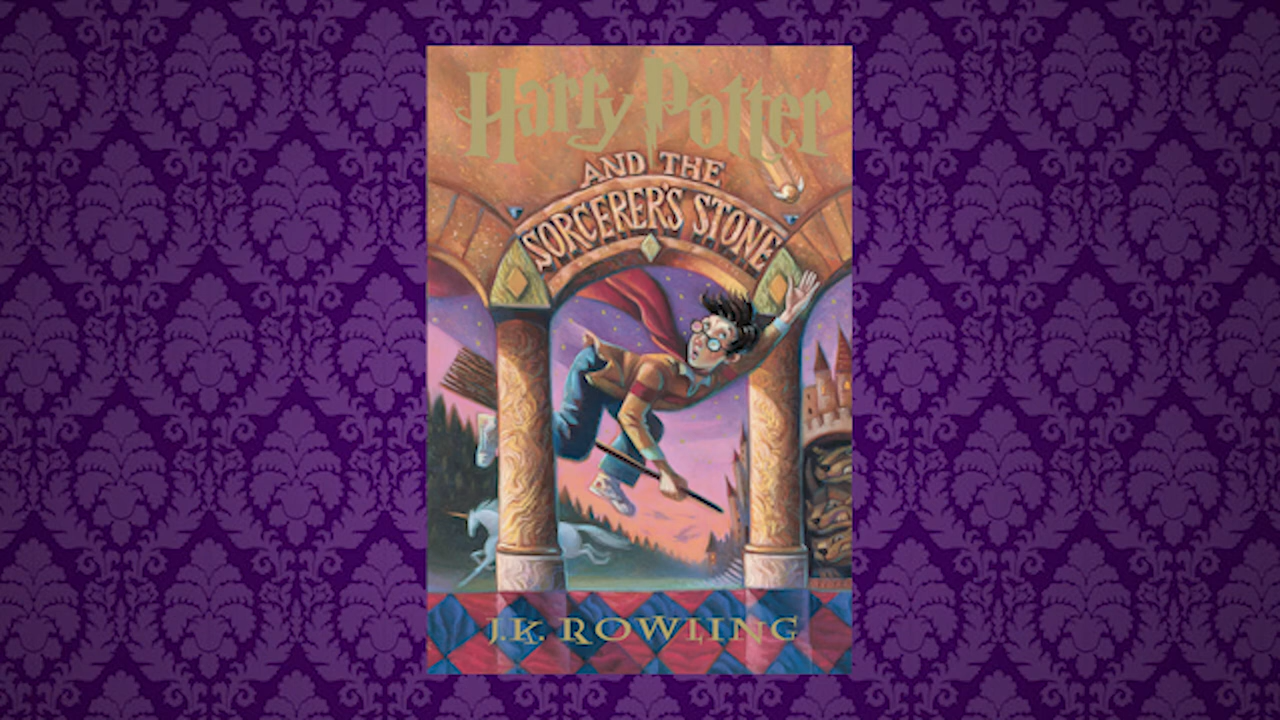 Harry Potter
AND THE
SORCERER'S STONE
J.K. ROWLING